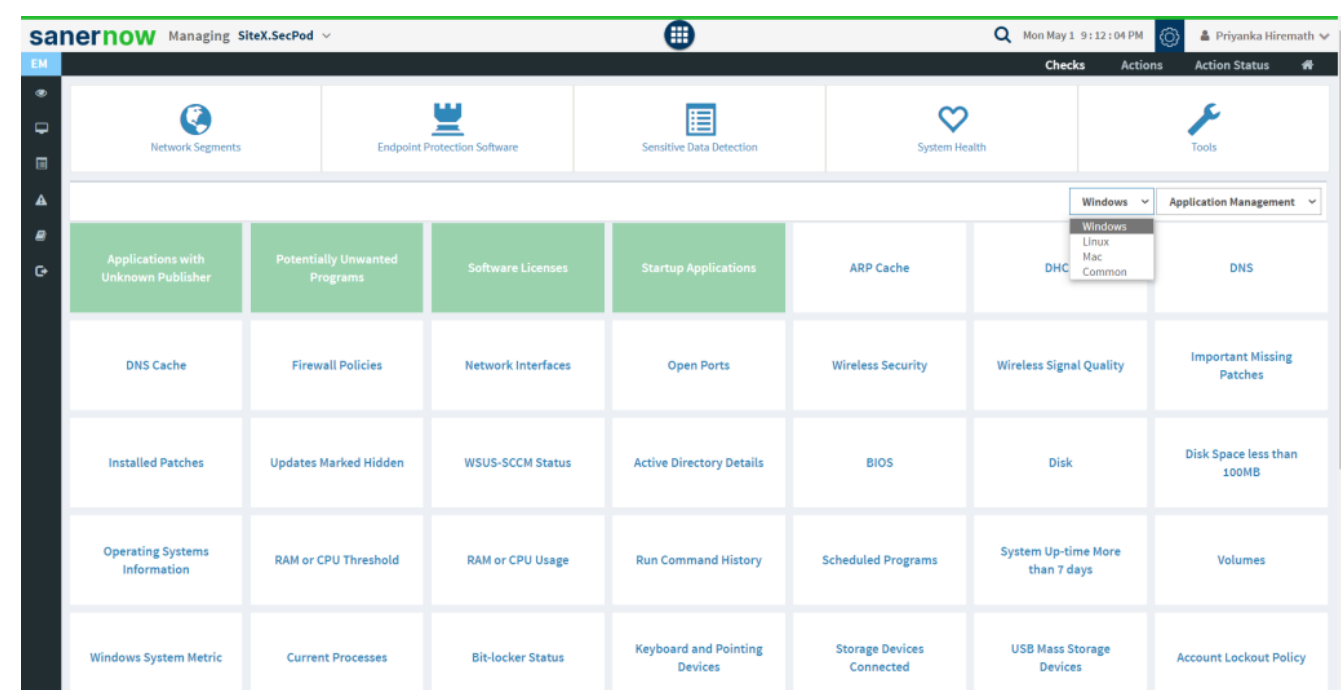 sanernow Managing SiteX.SecPod Mon May 1 9:12:04 PM Priyanka Hiremath
EM Checks Actions Action Status
Network Segments Endpoint Protection Software Sensitive Data Detection System Health Tools
Windows Application Management
Windows
Linux
Mac
Common
Applications with Unknown Publisher
Potentially Unwanted Programs
Software Licenses
Startup Applications
ARP Cache
DHC
DNS
DNS Cache
Firewall Policies
Network Interfaces
Open Ports
Wireless Security
Wireless Signal Quality
Important Missing Patches
Installed Patches
Updates Marked Hidden
WSUS-SCCM Status
Active Directory Details
BIOS
Disk
Disk Space less than 100MB
Operating Systems Information
RAM or CPU Threshold
RAM or CPU Usage
Run Command History
Scheduled Programs
System Up-time More than 7 days
Volumes
Windows System Metric
Current Processes
Bit-locker Status
Keyboard and Pointing Devices
Storage Devices Connected
USB Mass Storage Devices
Account Lockout Policy